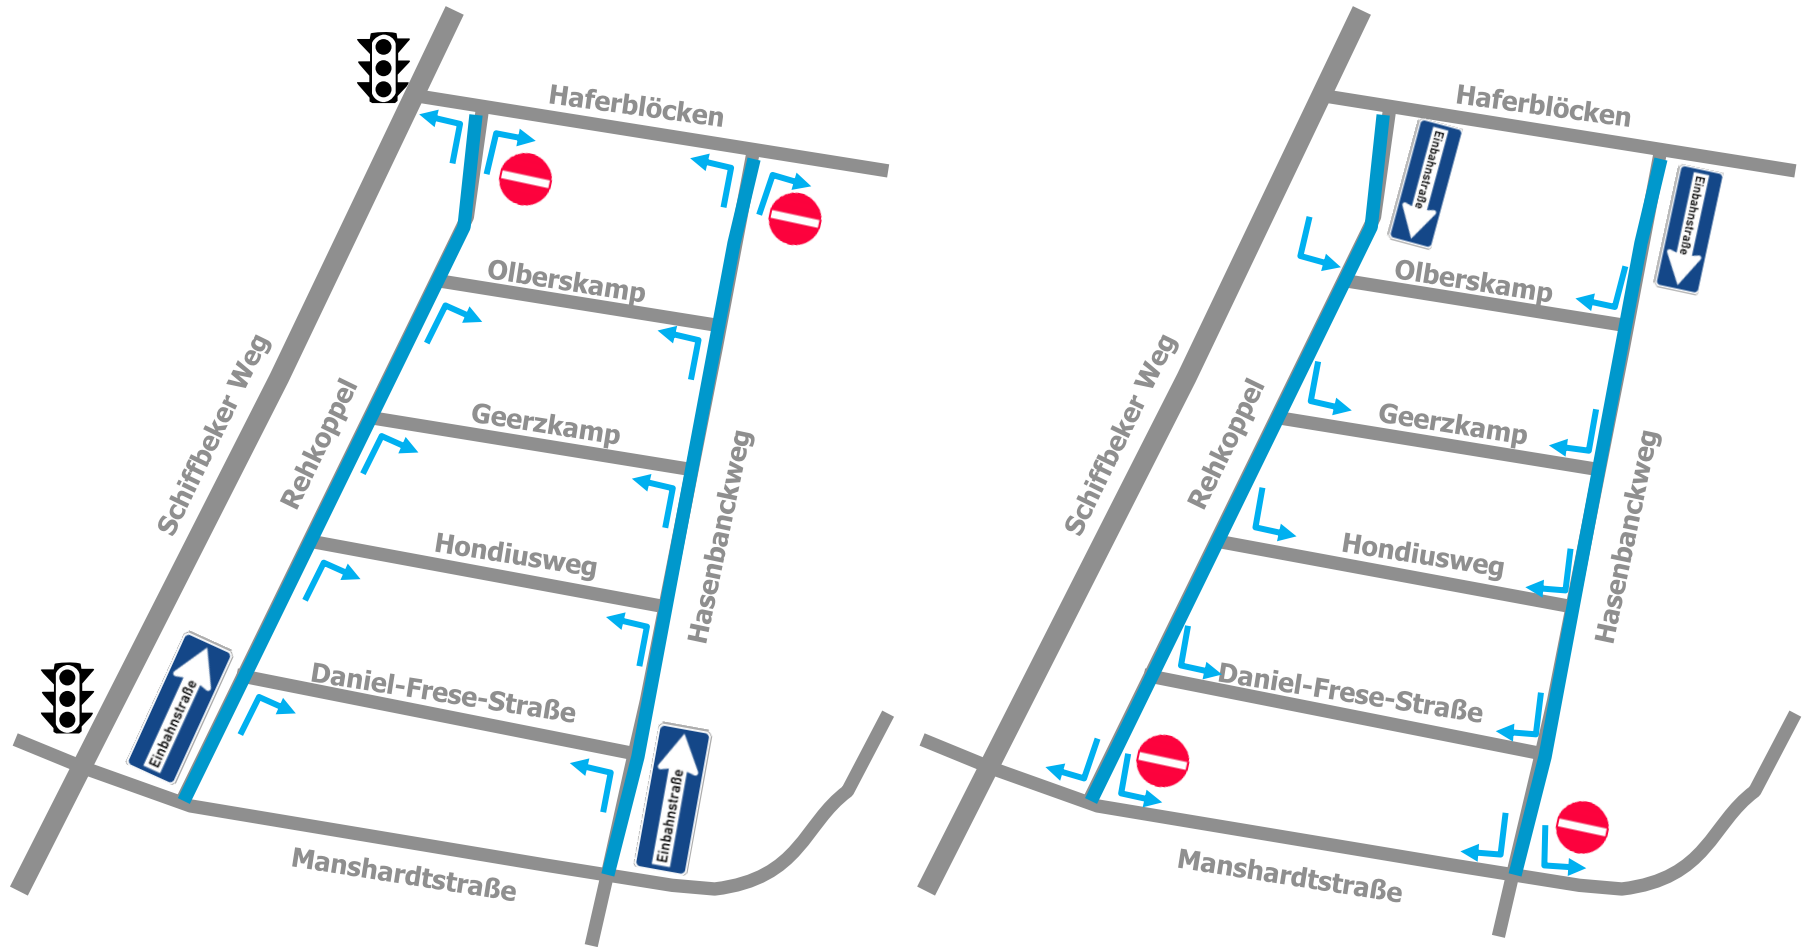 Haferblöcken
Olberskamp
Schiffbeker Weg
Rehkoppel
Geerzkamp
Hasenbanckweg
Hondiusweg
Daniel-Frese-Straße
Einbahnstraße
Einbahnstraße
Manshardtstraße
Haferblöcken
Einbahnstraße
Einbahnstraße
Olberskamp
Schiffbeker Weg
Rehkoppel
Geerzkamp
Hasenbanckweg
Hondiusweg
Daniel-Frese-Straße
Manshardtstraße